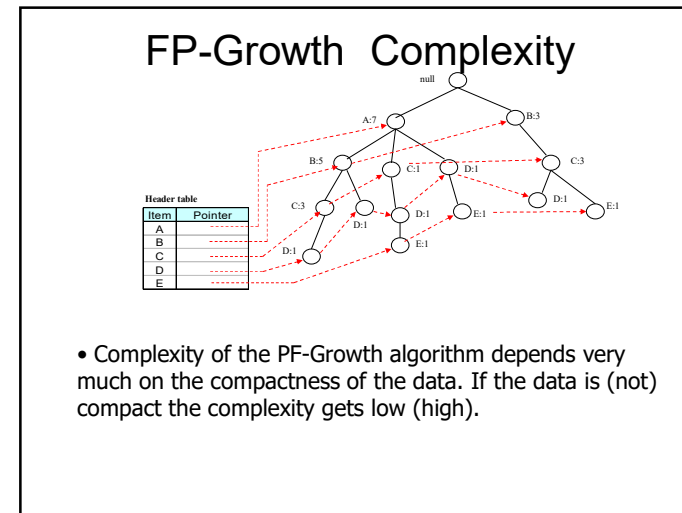 FP-Growth Complexity
null
A:7
B:3
B:5
C:1
D:1
C:3
C:3
D:1
D:1
E:1
D:1
E:1
D:1
E:1
Header table
Item Pointer
A
B
C
D
E
• Complexity of the PF-Growth algorithm depends very
much on the compactness of the data. If the data is (not)
compact the complexity gets low (high).